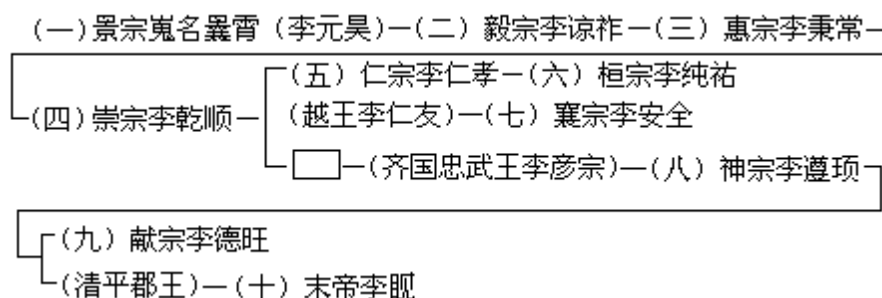 (一)景宗嵬名曩霄(李元昊)—(二)毅宗李谅祚—(三)惠宗李秉常
(五)仁宗李仁孝—(六)桓宗李纯祐
(四)崇宗李乾顺
(越王李仁友)—(七)襄宗李安全
(齐国忠武王李彦宗)—(八)神宗李遵顼
(九)献宗李德旺
(清平郡王)—(十)末帝李睍